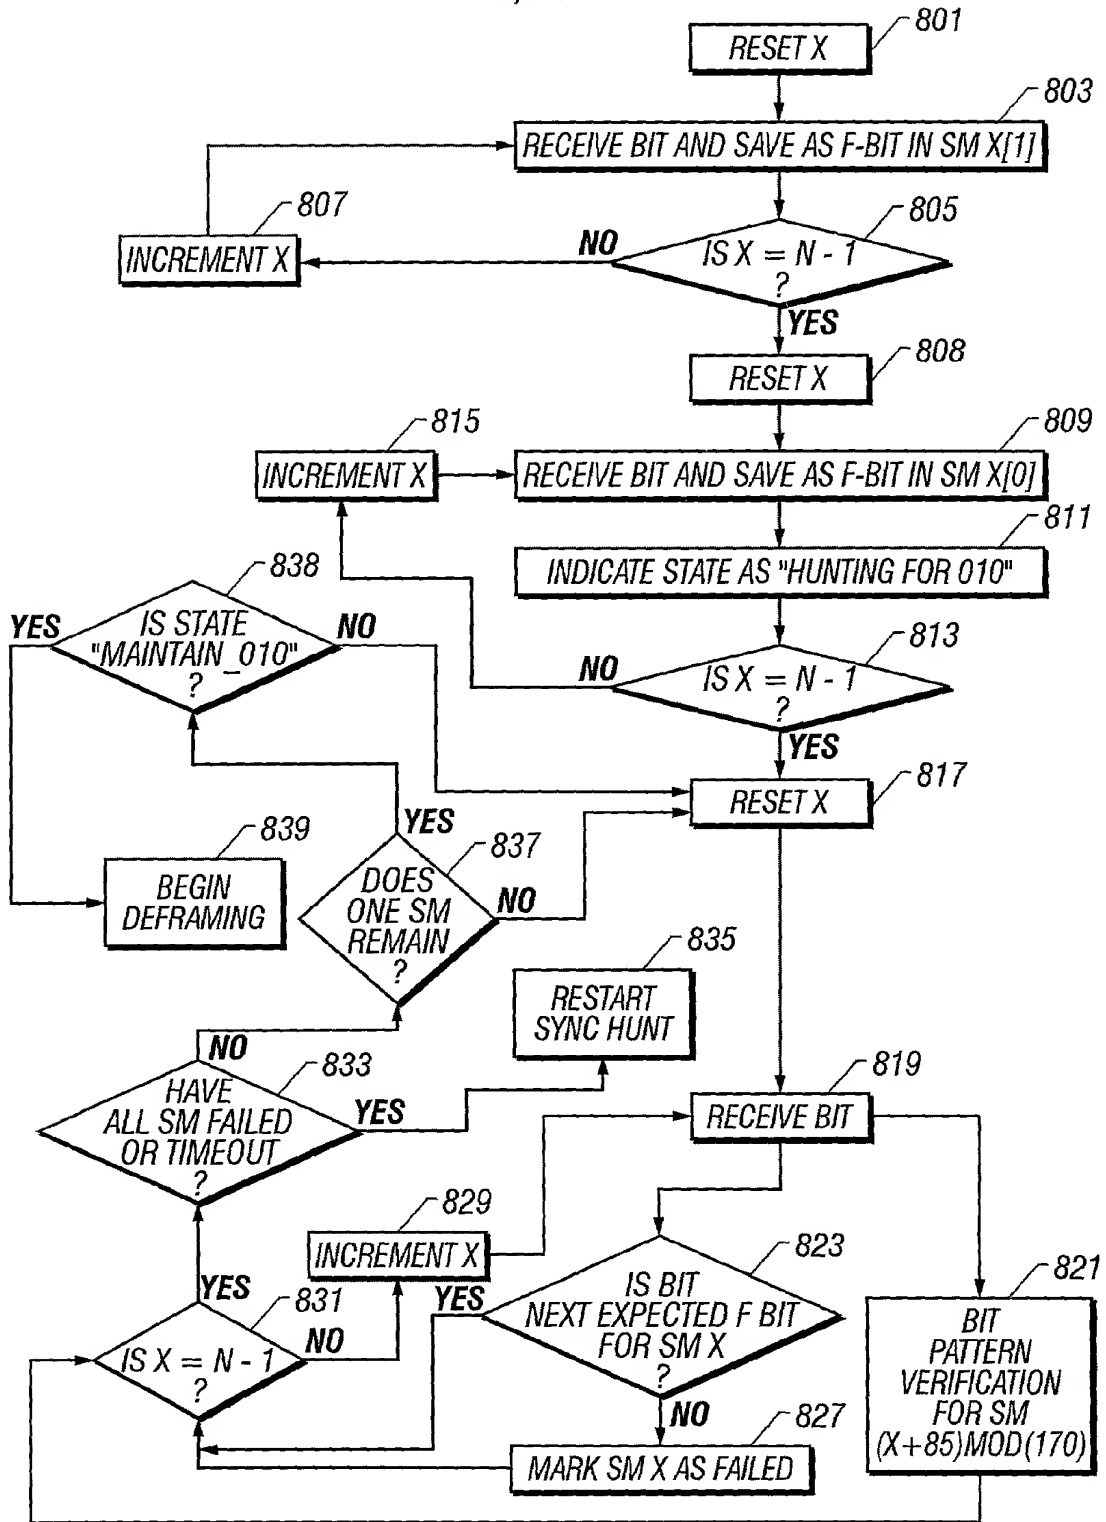 801
RESET X
803
RECEIVE BIT AND SAVE AS F-BIT IN SM X[1]
807
805
INCREMENT X
NO
IS X = N - 1
?
YES
808
RESET X
815
809
INCREMENT X
RECEIVE BIT AND SAVE AS F-BIT IN SM X[0]
811
INDICATE STATE AS "HUNTING FOR 010"
838
YES
IS STATE
"MAINTAIN_010"
?
NO
813
NO
IS X = N - 1
?
YES
817
RESET X
839
BEGIN
DEFRAMING
YES
837
DOES
ONE SM
REMAIN
?
NO
835
RESTART
SYNC HUNT
NO
833
HAVE
ALL SM FAILED
OR TIMEOUT
?
YES
819
RECEIVE BIT
829
INCREMENT X
823
YES
IS BIT
NEXT EXPECTED F BIT
FOR SM X
?
NO
821
BIT
PATTERN
VERIFICATION
FOR SM
(X+85)MOD(170)
YES
831
IS X = N - 1
?
NO
827
MARK SM X AS FAILED